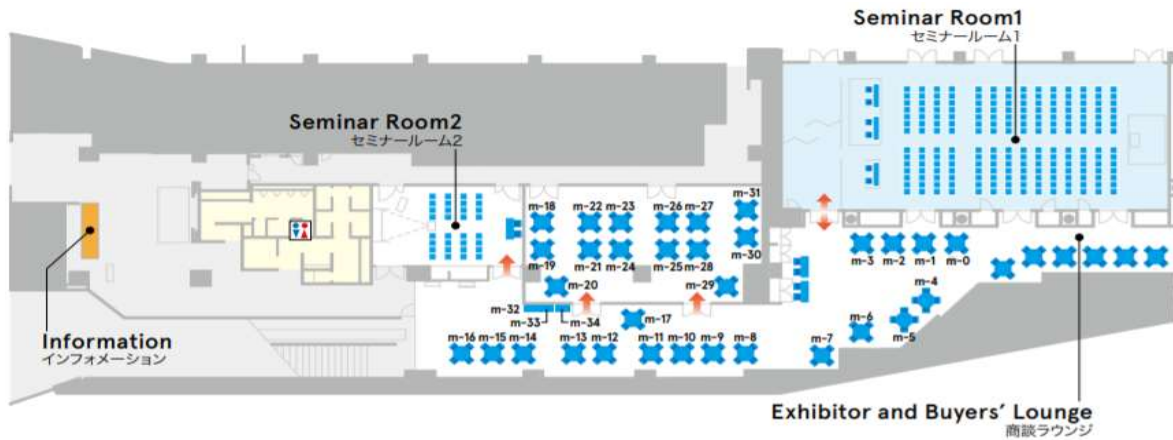 Seminar Room1
セミナールーム1
Seminar Room2
セミナールーム2
m-31
m-18 m-22 m-23 m-26 m-27
m-30
m-19 m-21 m-24 m-25 m-28
m-3 m-2 m-1 m-0
m-20 m-29
m-4
m-32
m-33 m-34 m-17
m-6
m-5
m-16 m-15 m-14 m-13 m-12 m-11 m-10 m-9 m-8 m-7
Information
インフォメーション
Exhibitor and Buyers’ Lounge
商談ラウンジ